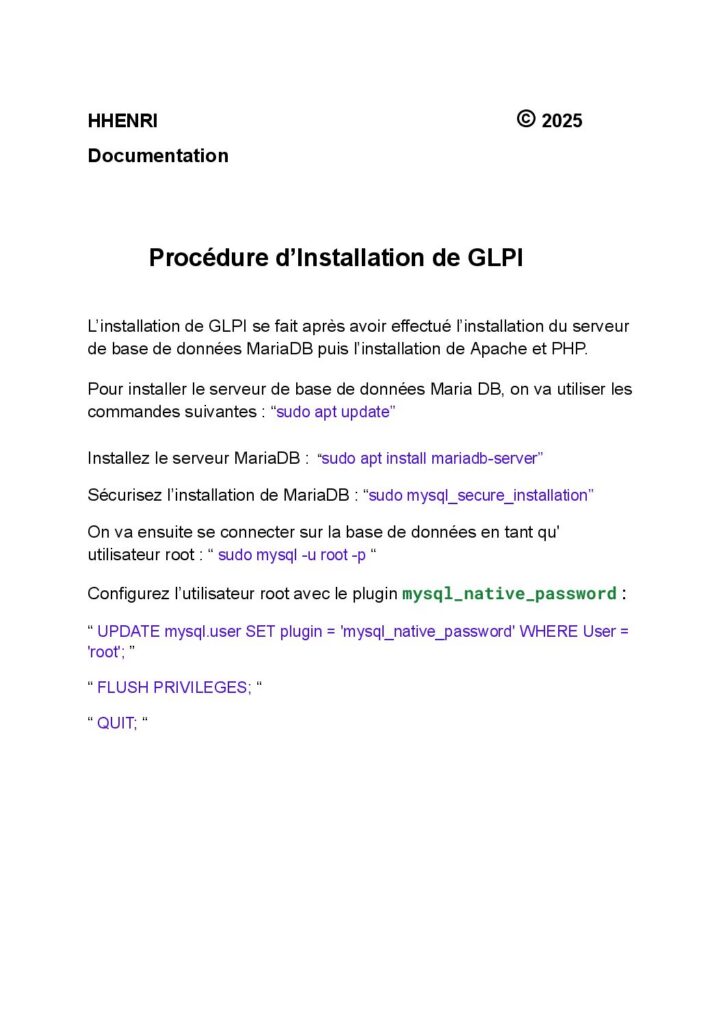 HHENRI © 2025
Documentation
Procédure d’Installation de GLPI
L’installation de GLPI se fait après avoir effectué l’installation du serveur
de base de données MariaDB puis l’installation de Apache et PHP.
Pour installer le serveur de base de données Maria DB, on va utiliser les
commandes suivantes : “sudo apt update”
Installez le serveur MariaDB : “sudo apt install mariadb-server”
Sécurisez l’installation de MariaDB : “sudo mysql_secure_installation”
On va ensuite se connecter sur la base de données en tant qu'
utilisateur root : “ sudo mysql -u root -p “
Configurez l’utilisateur root avec le plugin mysql_native_password :
“ UPDATE mysql.user SET plugin = 'mysql_native_password' WHERE User =
'root'; ”
“ FLUSH PRIVILEGES; “
“ QUIT; “